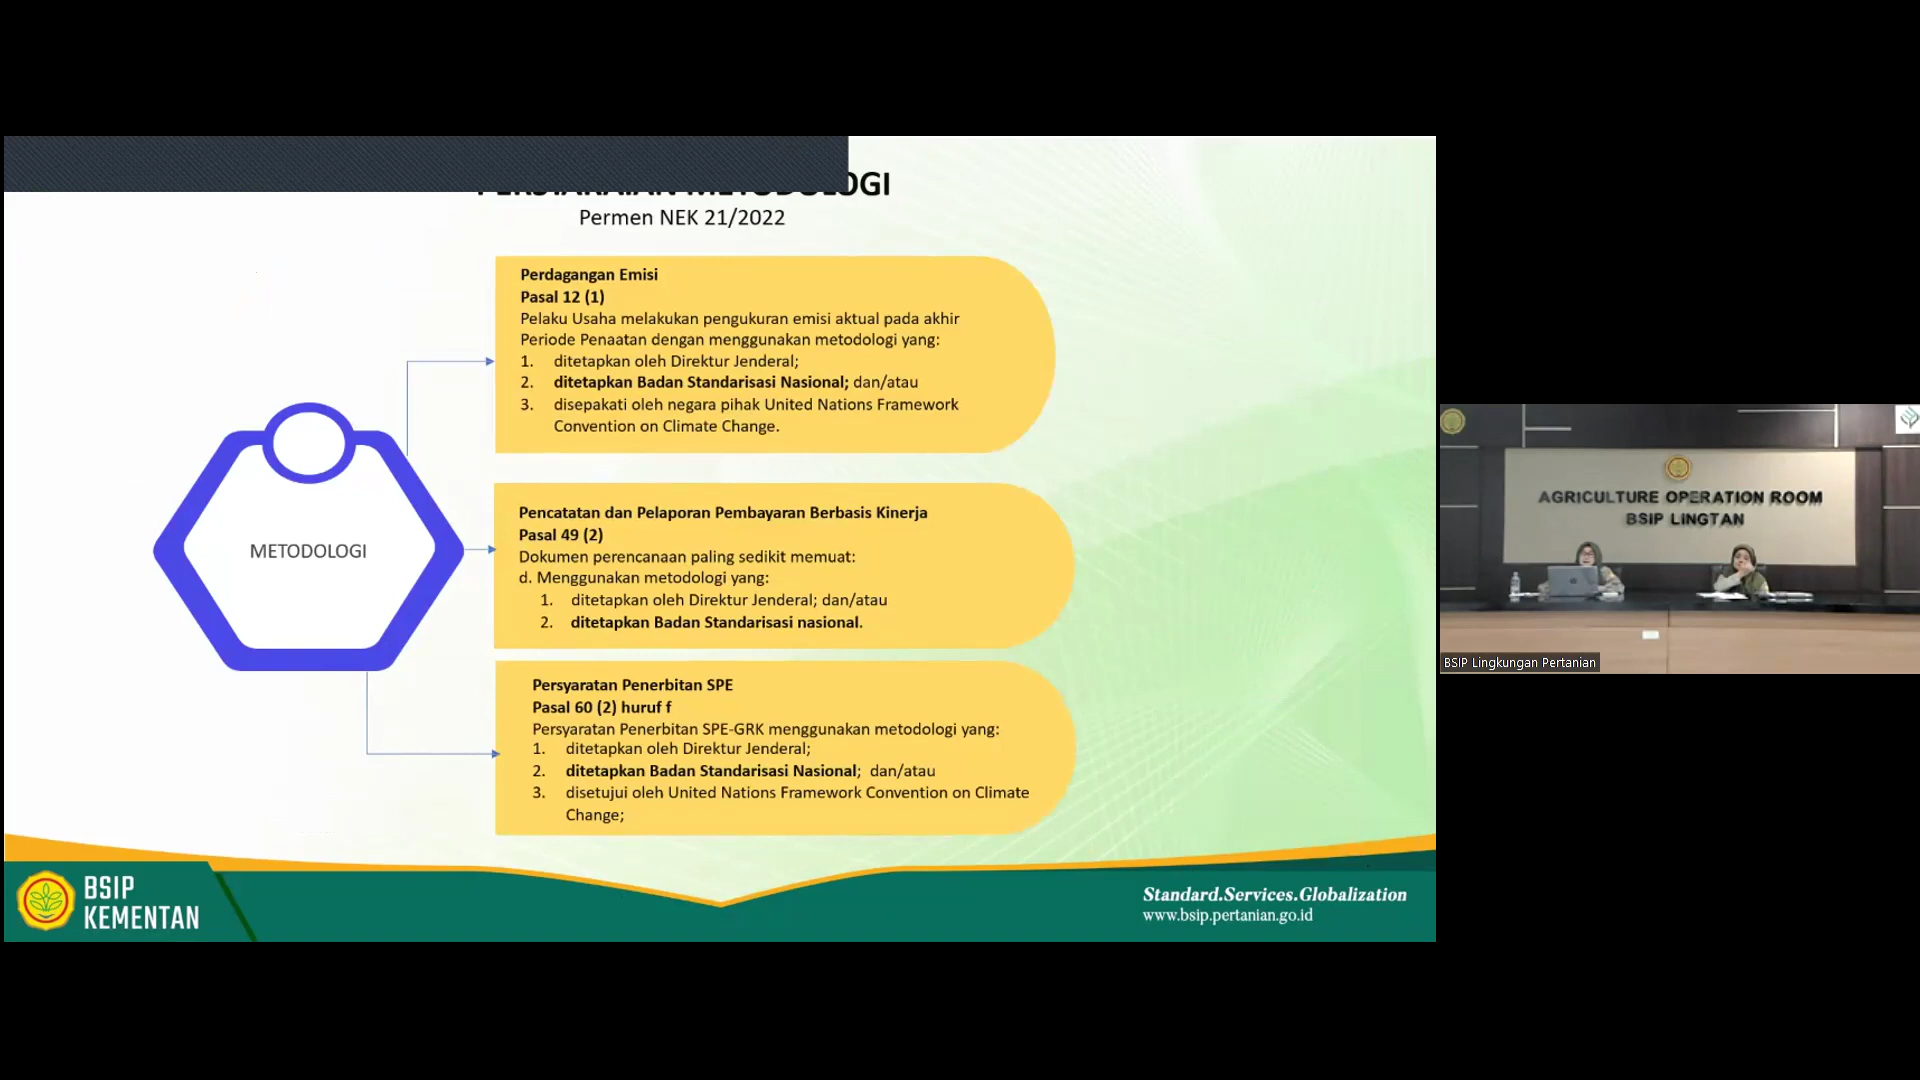 METODOLOGI
Permen NEK 21/2022
Perdagangan Emisi
Pasal 12 (1)
Pelaku Usaha melakukan pengukuran emisi aktual pada akhir
Periode Penaatan dengan menggunakan metodologi yang:
1. ditetapkan oleh Direktur Jenderal;
2. ditetapkan Badan Standarisasi Nasional; dan/atau
3. disepakati oleh negara pihak United Nations Framework
Convention on Climate Change.
METODOLOGI
Pencatatan dan Pelaporan Pembayaran Berbasis Kinerja
Pasal 49 (2)
Dokumen perencanaan paling sedikit memuat:
d. Menggunakan metodologi yang:
1. ditetapkan oleh Direktur Jenderal; dan/atau
2. ditetapkan Badan Standarisasi nasional.
Persyaratan Penerbitan SPE
Pasal 60 (2) huruf f
Persyaratan Penerbitan SPE-GRK menggunakan metodologi yang:
1. ditetapkan oleh Direktur Jenderal;
2. ditetapkan Badan Standarisasi Nasional; dan/atau
3. disetujui oleh United Nations Framework Convention on Climate
Change;
BSIP
KEMENTAN
Standard.Services.Globalization
www.bsip.pertanian.go.id
AGRICULTURE OPERATION ROOM
BSIP LINGTAN
BSIP Lingkungan Pertanian